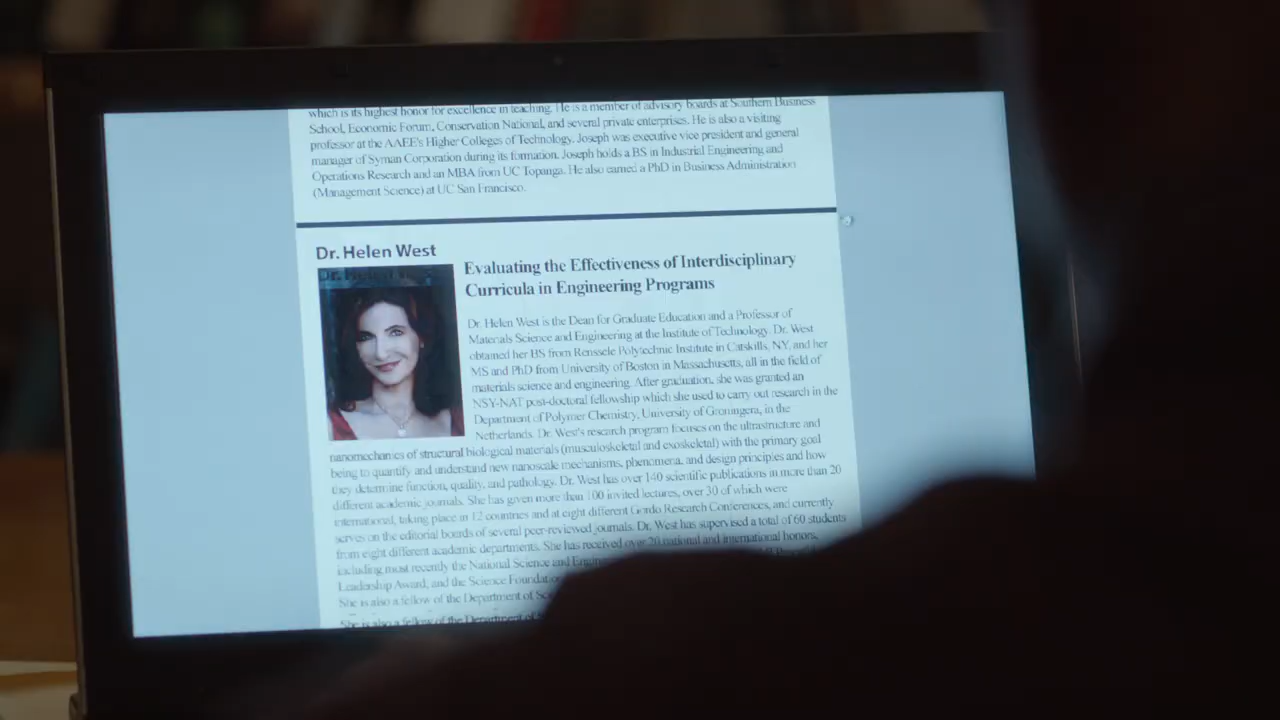 which is its highest honor for excellence in teaching. He is a member of advisory boards at Southern Business
School, Economic Forum, Conservation National, and several private enterprises. He is also a visiting
professor at the AAEE's Higher Colleges of Technology. Joseph was executive vice president and general
manager of Syman Corporation during its formation. Joseph holds a BS in Industrial Engineering and
Operations Research and an MBA from UC Topanga. He also earned a PhD in Business Administration
(Management Science) at UC San Francisco.
Dr. Helen West
Dr. Helen West
Evaluating the Effectiveness of Interdisciplinary
Curricula in Engineering Programs
Dr. Helen West is the Dean for Graduate Education and a Professor of
Materials Science and Engineering at the Institute of Technology. Dr. West
obtained her BS from Renssele Polytechnic Institute in Catskills, NY, and her
MS and PhD from University of Boston in Massachusetts, all in the field of
materials science and engineering. After graduation, she was granted an
NSY-NAT post-doctoral fellowship which she used to carry out research in the
Department of Polymer Chemistry, University of Groningera, in the
Netherlands. Dr. West's research program focuses on the ultrastructure and
nanomechanics of structural biological materials (musculoskeletal and exoskeletal) with the primary goal
being to quantify and understand new nanoscale mechanisms, phenomena, and design principles and how
they determine function, quality, and pathology. Dr. West has over 140 scientific publications in more than 20
different academic journals. She has given more than 100 invited lectures, over 30 of which were
international, taking place in 12 countries and at eight different Gordo Research Conferences, and currently
serves on the editorial boards of several peer-reviewed journals. Dr. West has supervised a total of 60 students
from eight different academic departments. She has received over 20 national and international honors,
including most recently the National Science and
Leadership Award, and the Science
She is also a fellow of the Department of
She is also a fellow of the Department of